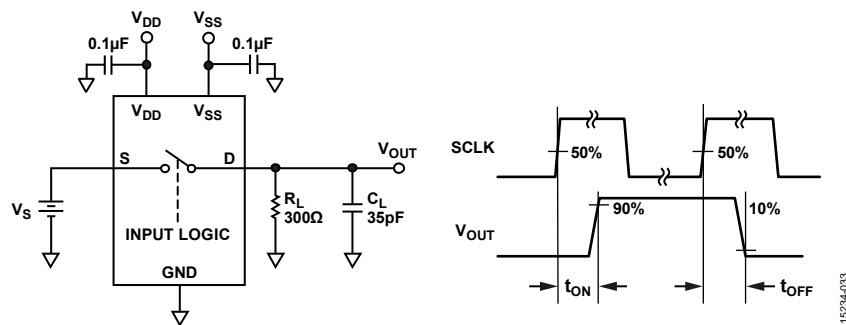 VDD
VSS
0.1µF
0.1µF
VDD
VSS
S
D
VOUT
VS
RL
300Ω
CL
35pF
INPUT LOGIC
GND
SCLK
50%
50%
VOUT
90%
10%
tON
tOFF
15234-033